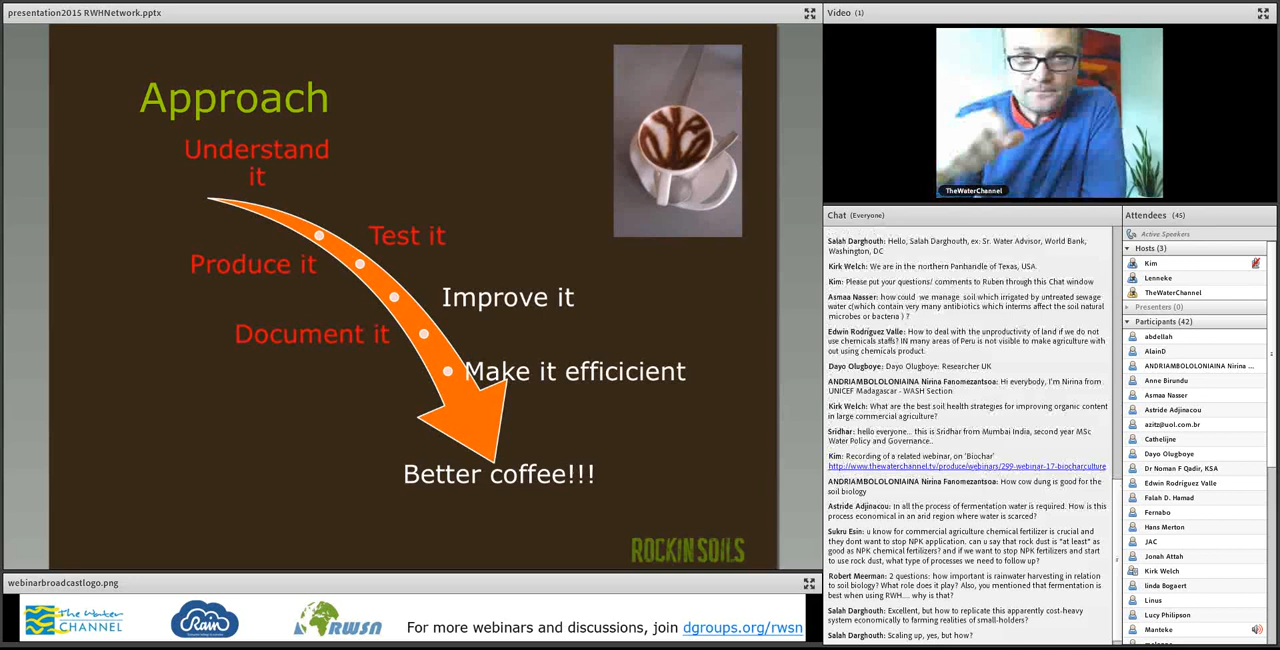 presentation2015 RWHNetwork.pptx
Approach
Understand
it
Test it
Produce it
Improve it
Document it
Make it efficicient
Better coffee!!!
ROCKIN SOILS
webinarbroadcastlogo.png
The Water
CHANNEL
Rain
RWSN
For more webinars and discussions, join dgroups.org/rwsn
Video (1)
TheWaterChannel
Chat (Everyone)
Salah Darghouth: Hello, Salah Darghouth, ex: Sr. Water Advisor, World Bank,
Washington, DC
Kirk Welch: We are in the northern Panhandle of Texas, USA.
Kim: Please put your questions/ comments to Ruben through this Chat window
Asmaa Nasser: how could we manage soil which irrigated by untreated sewage
water c(which contain very many antibiotics which interms affect the soil natural
microbes or bacteria ) ?
Edwin Rodriguez Valle: How to deal with the unproductivity of land if we do not
use chemicals staffs? IN many areas of Peru is not visible to make agriculture with
out using chemicals product.
Dayo Olugboye: Dayo Olugboye: Researcher UK
ANDRIAMBOLOLONIAINA Nirina Fanomezantsoa: Hi everybody, I'm Nirina from
UNICEF Madagascar - WASH Section
Kirk Welch: What are the best soil health strategies for improving organic content
in large commercial agriculture?
Sridhar: hello everyone... this is Sridhar from Mumbai India, second year MSc
Water Policy and Governance..
Kim: Recording of a related webinar, on 'Biochar'
http://www.thewaterchannel.tv/produce/webinars/299-webinar-17-biocharculture
ANDRIAMBOLOLONIAINA Nirina Fanomezantsoa: How cow dung is good for the
soil biology
Astride Adjinacou: In all the process of fermentation water is required. How is this
process economical in an arid region where water is scarced?
Sukru Esin: u know for commercial agriculture chemical fertilizer is crucial and
they dont want to stop NPK application. can u say that rock dust is "at least" as
good as NPK chemical fertilizers? and if we want to stop NPK fertilizers and start
to use rock dust, what type of processes we need to follow up?
Robert Meerman: 2 questions: how important is rainwater harvesting in relation
to soil biology? What role does it play? Also, you mentioned that fermentation is
best when using RWH.... why is that?
Salah Darghouth: Excellent, but how to replicate this apparently cost-heavy
system economically to farming realities of small-holders?
Salah Darghouth: Scaling up, yes, but how?
Attendees (45)
Active Speakers
Hosts (3)
Kim
Lenneke
TheWaterChannel
Presenters (0)
Participants (42)
abdellah
AlainD
ANDRIAMBOLOLONIAINA Nirina ...
Anne Birundu
Asmaa Nasser
Astride Adjinacou
azitz@uol.com.br
Cathelijne
Dayo Olugboye
Dr Noman F Qadir, KSA
Edwin Rodriguez Valle
Falah D. Hamad
Fernabo
Hans Merton
JAC
Jonah Attah
Kirk Welch
linda Bogaert
Linus
Lucy Philipson
Manteke